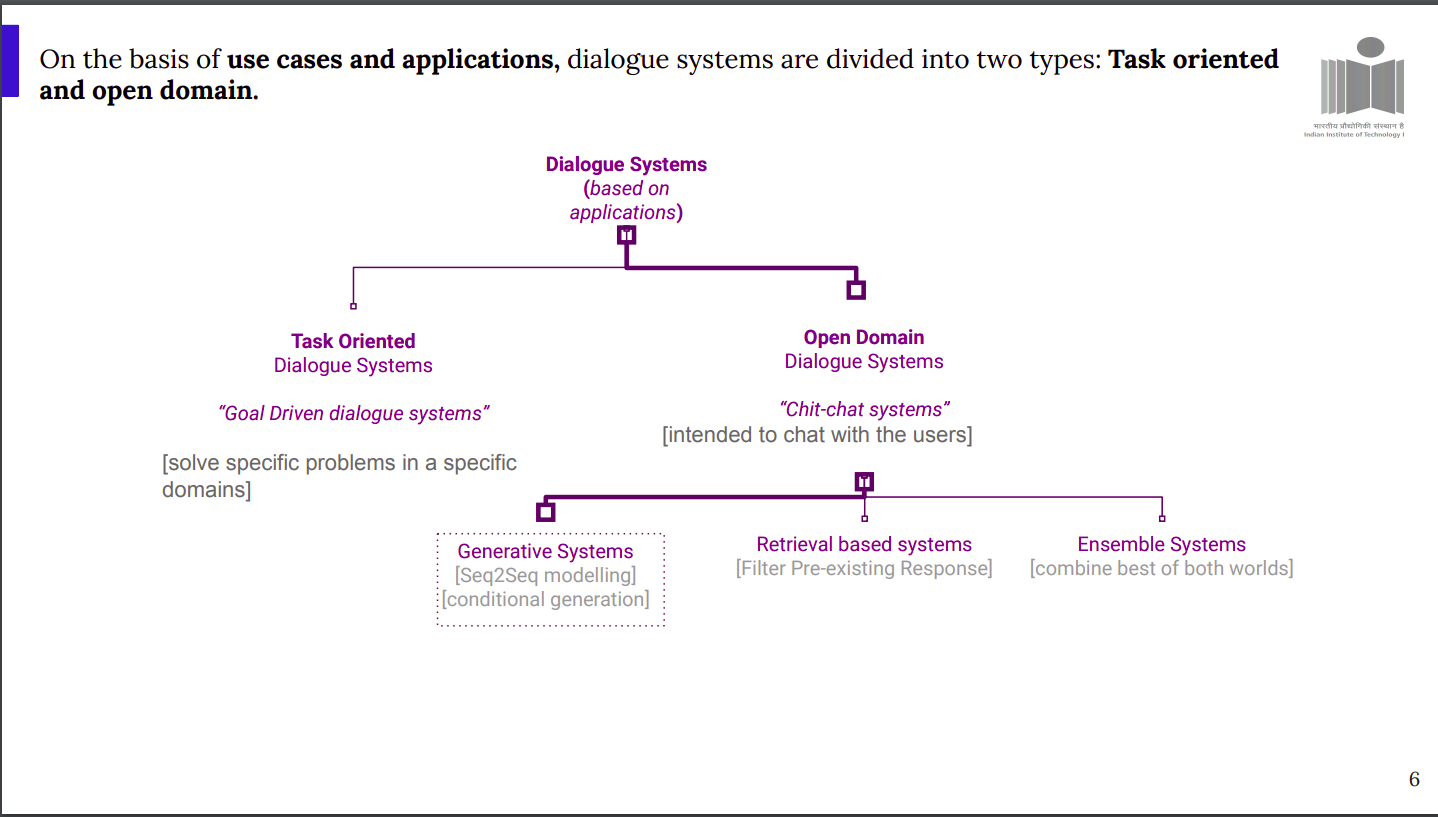 On the basis of use cases and applications, dialogue systems are divided into two types: Task oriented
and open domain.
भारतीय प्रौद्योगिकी संस्थान है
Indian Institute of Technology H
Dialogue Systems
(based on
applications)
Task Oriented
Dialogue Systems
“Goal Driven dialogue systems”
[solve specific problems in a specific
domains]
Open Domain
Dialogue Systems
“Chit-chat systems”
[intended to chat with the users]
Generative Systems
[Seq2Seq modelling]
[conditional generation]
Retrieval based systems
[Filter Pre-existing Response]
Ensemble Systems
[combine best of both worlds]
6